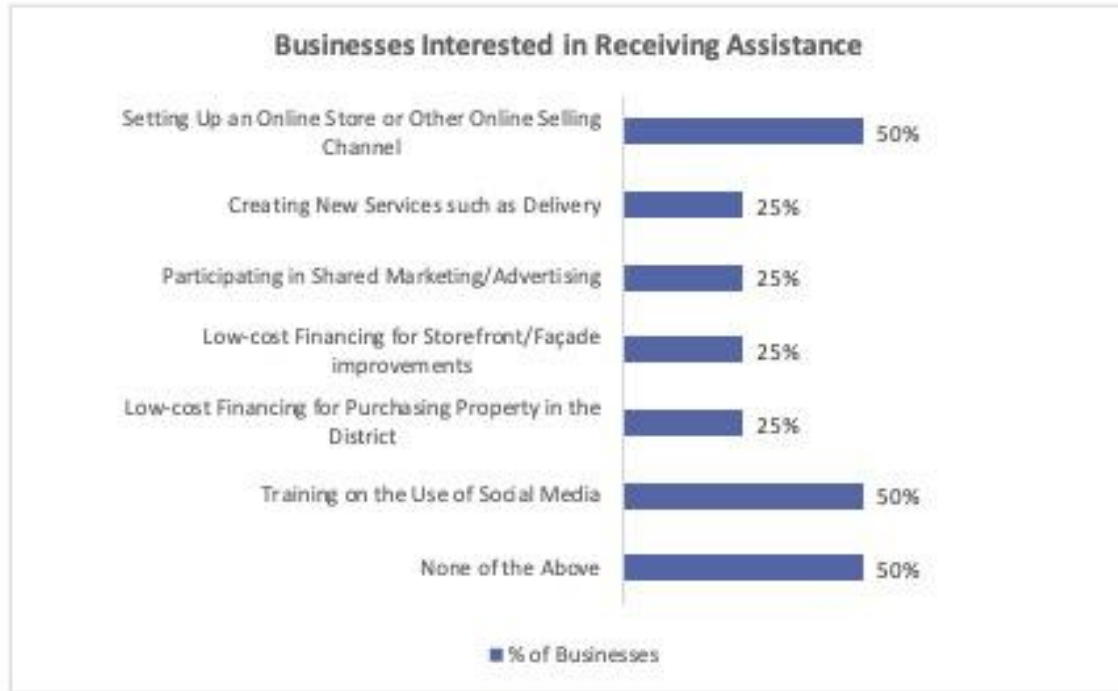 Businesses Interested in Receiving Assistance
Setting Up an Online Store or Other Online Selling
Channel
50%
Creating New Services such as Delivery
25%
Participating in Shared Marketing/Advertising
25%
Low-cost Financing for Storefront/Façade
improvements
25%
Low-cost Financing for Purchasing Property in the
District
25%
Training on the Use of Social Media
50%
None of the Above
50%
% of Businesses